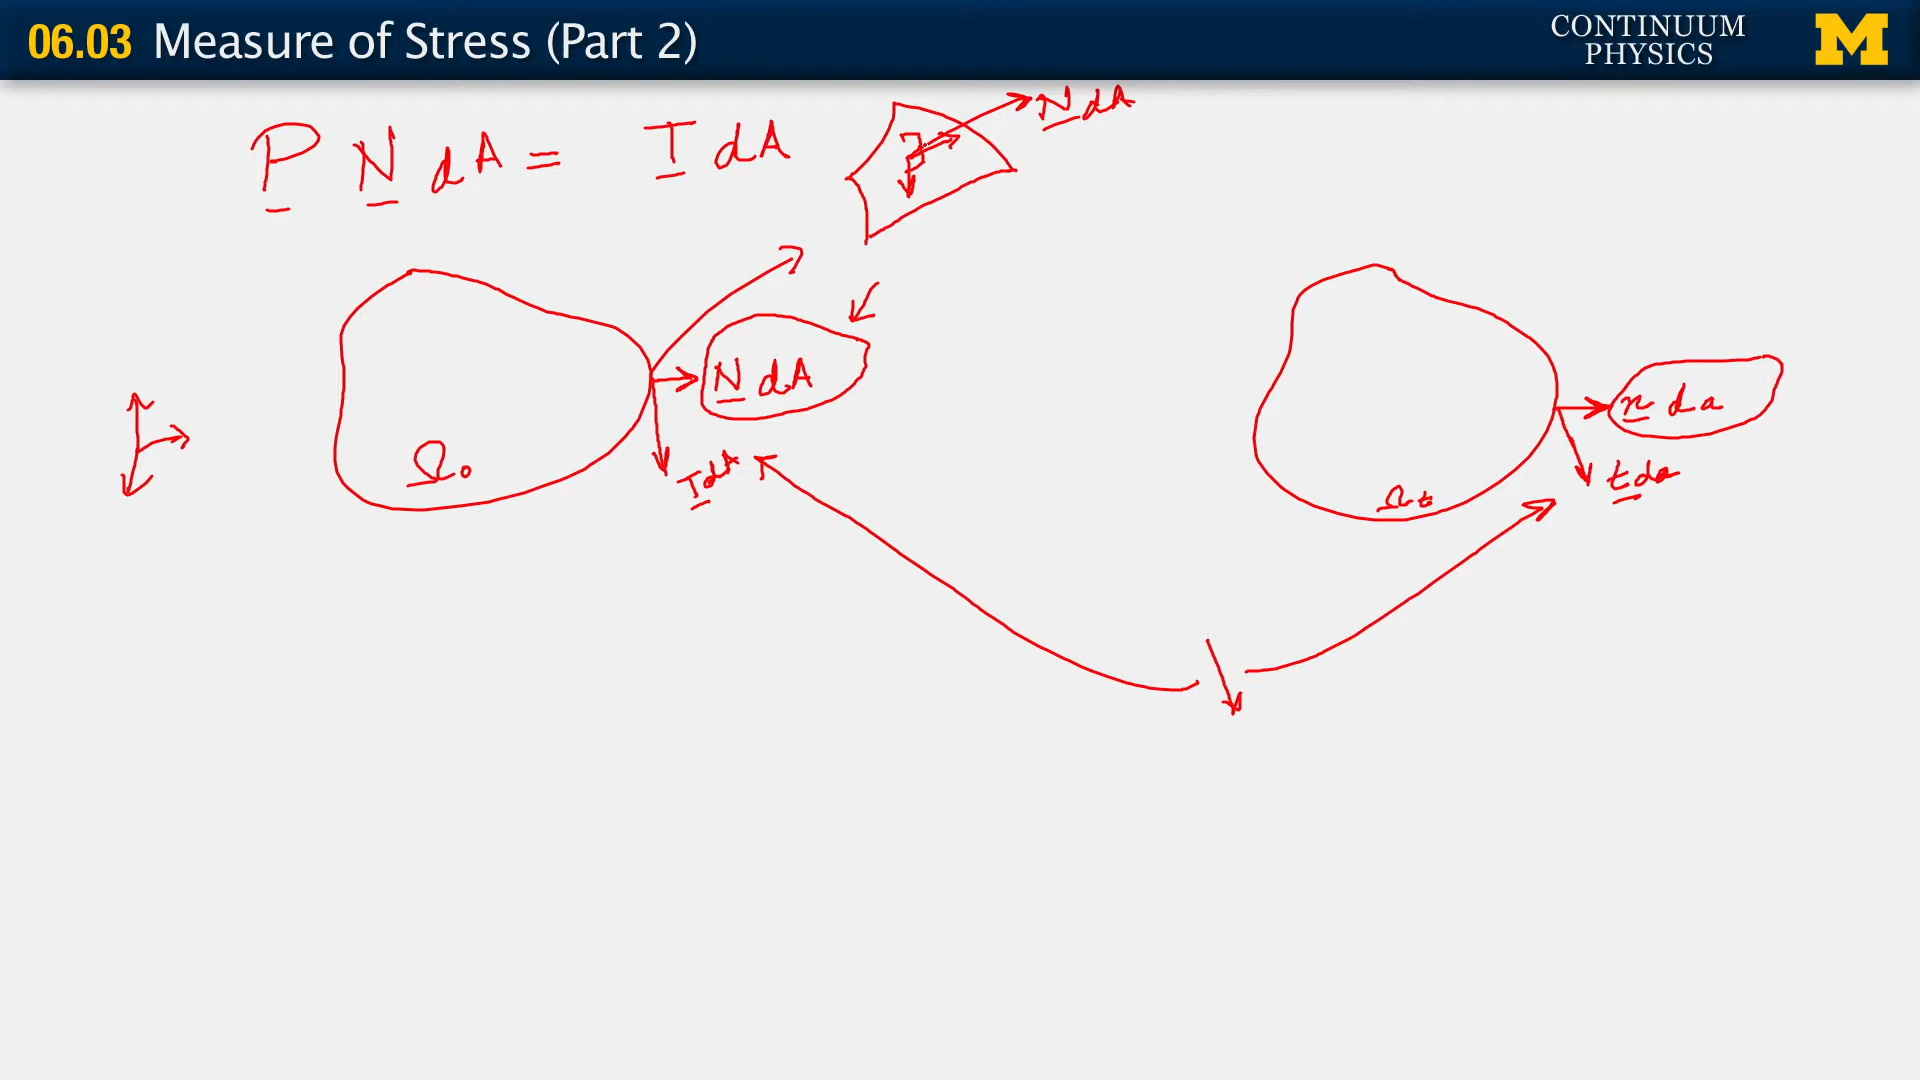 06.03 Measure of Stress (Part 2)
CONTINUUM
PHYSICS
M
P N dA = T dA
N dA
N dA
n da
Ω₀
T dA
Ωt
t da